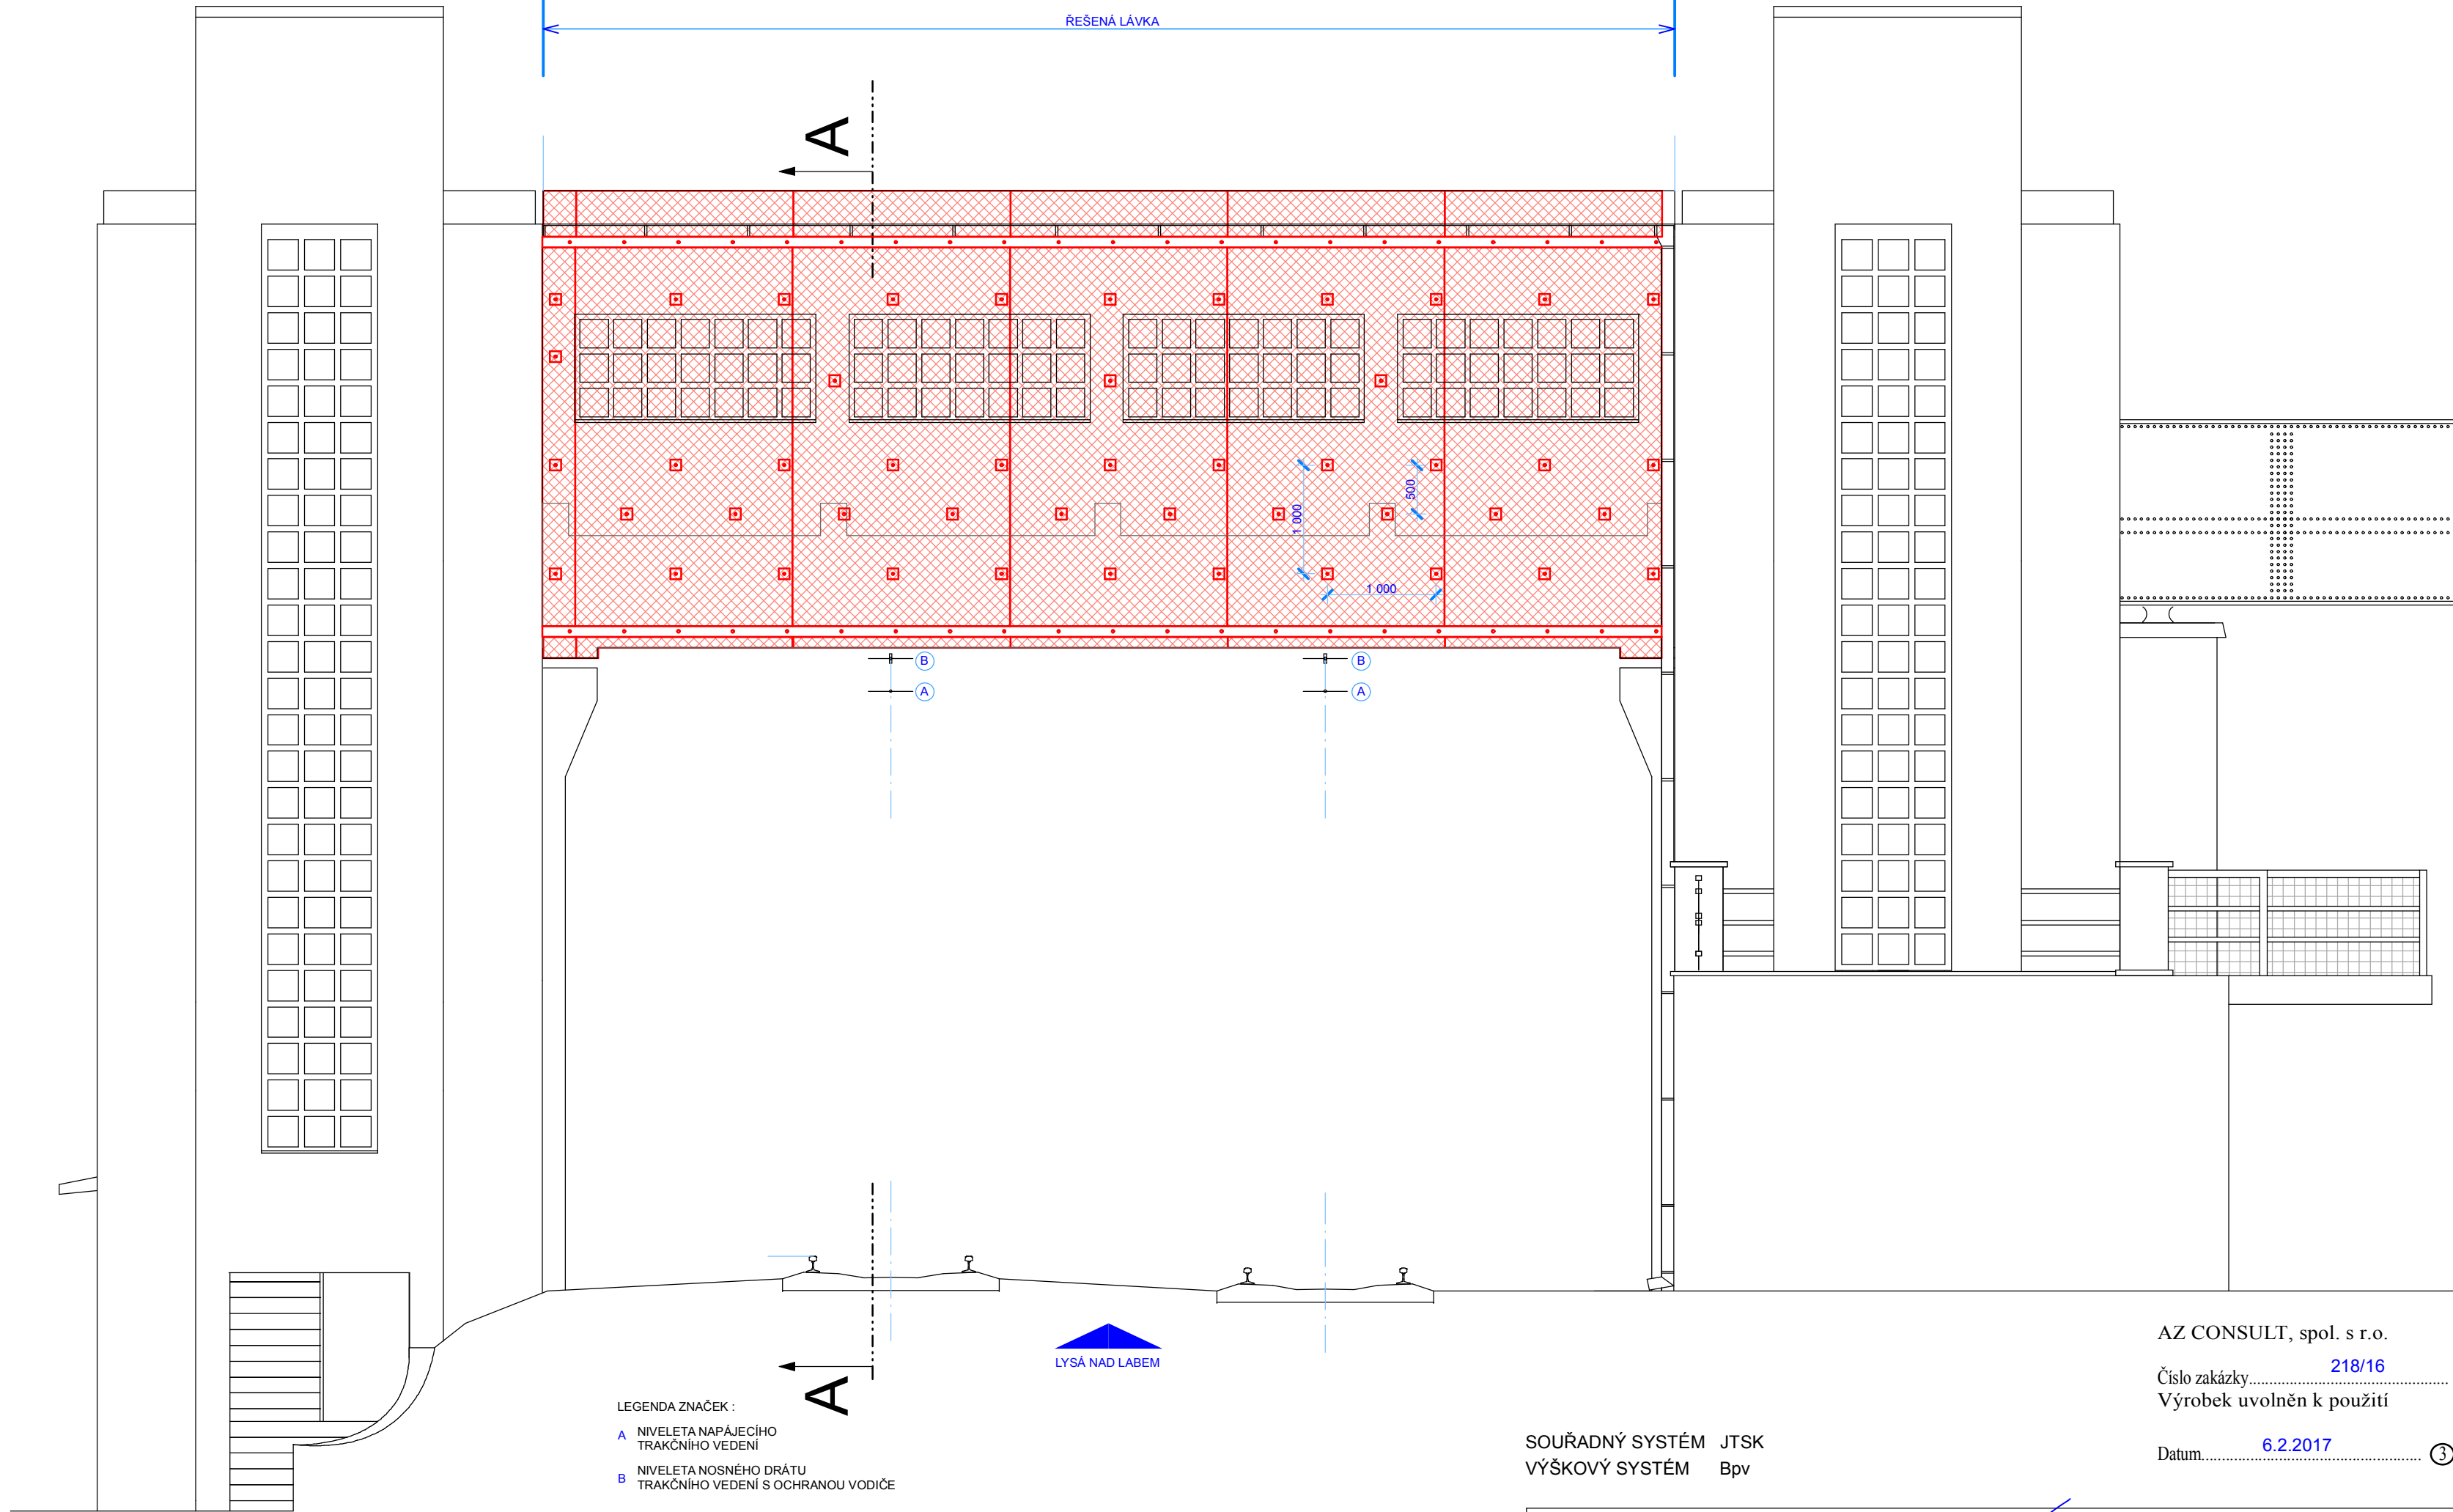 ŘEŠENÁ LÁVKA
A
500
1 000
1 000
B
B
A
A
LYSÁ NAD LABEM
A
LEGENDA ZNAČEK :
A NIVELETA NAPÁJECÍHO
TRAKČNÍHO VEDENÍ
B NIVELETA NOSNÉHO DRÁTU
TRAKČNÍHO VEDENÍ S OCHRANOU VODIČE
SOUŘADNÝ SYSTÉM JTSK
VÝŠKOVÝ SYSTÉM Bpv
AZ CONSULT, spol. s r.o.
Číslo zakázky 218/16
Výrobek uvolněn k použití
Datum 6.2.2017 3